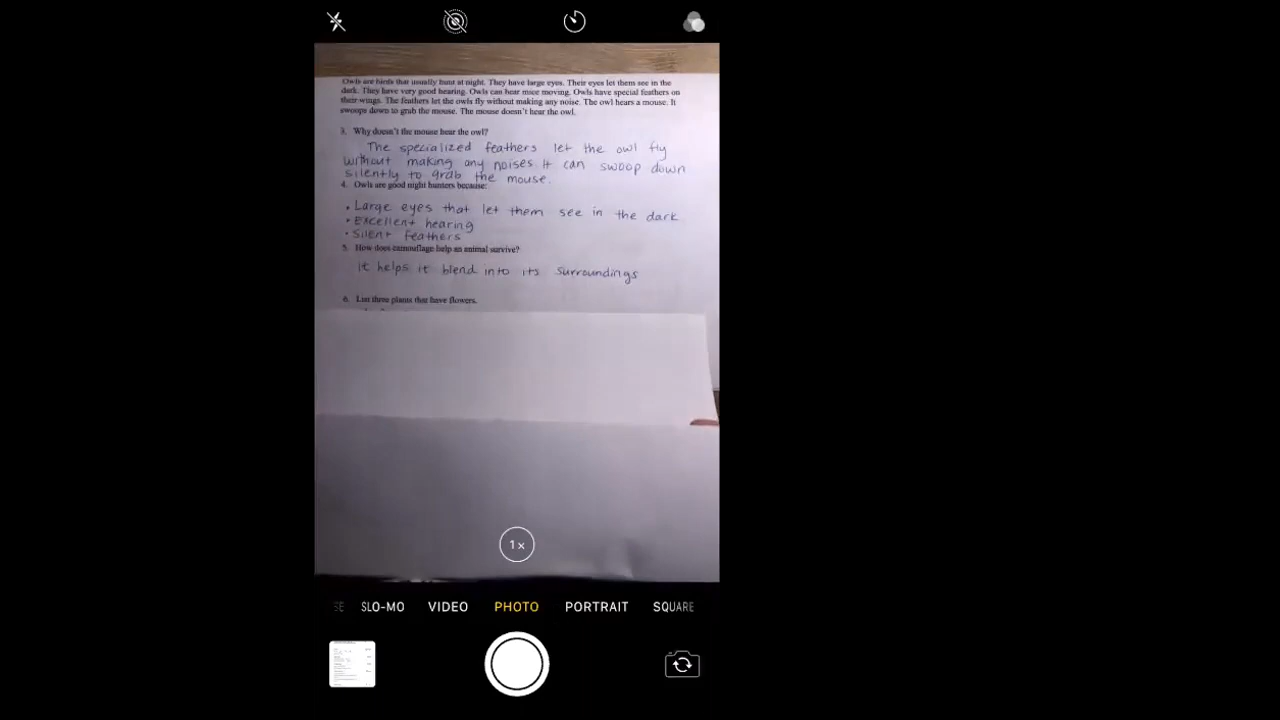 Owls are birds that usually hunt at night. They have large eyes. Their eyes let them see in the
dark. They have very good hearing. Owls can hear mice moving. Owls have special feathers on
their wings. The feathers let the owls fly without making any noise. The owl hears a mouse. It
swoops down to grab the mouse. The mouse doesn't hear the owl.
3. Why doesn't the mouse hear the owl?
The specialized feathers let the owl fly
without making any noises. It can swoop down
silently to grab the mouse.
4. Owls are good night hunters because:
• Large eyes that let them see in the dark
• Excellent hearing
• Silent feathers
5. How does camouflage help an animal survive?
It helps it blend into its surroundings
6. List three plants that have flowers.
1x
SLO-MO VIDEO PHOTO PORTRAIT SQUARE